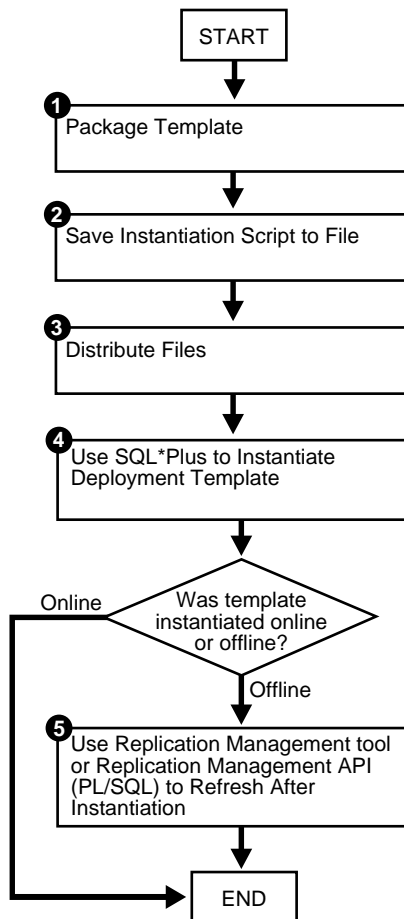 START
1
Package Template
2
Save Instantiation Script to File
3
Distribute Files
4
Use SQL*Plus to Instantiate
Deployment Template
Online
Was template
instantiated online
or offline?
Offline
5
Use Replication Management tool
or Replication Management API
(PL/SQL) to Refresh After
Instantiation
END